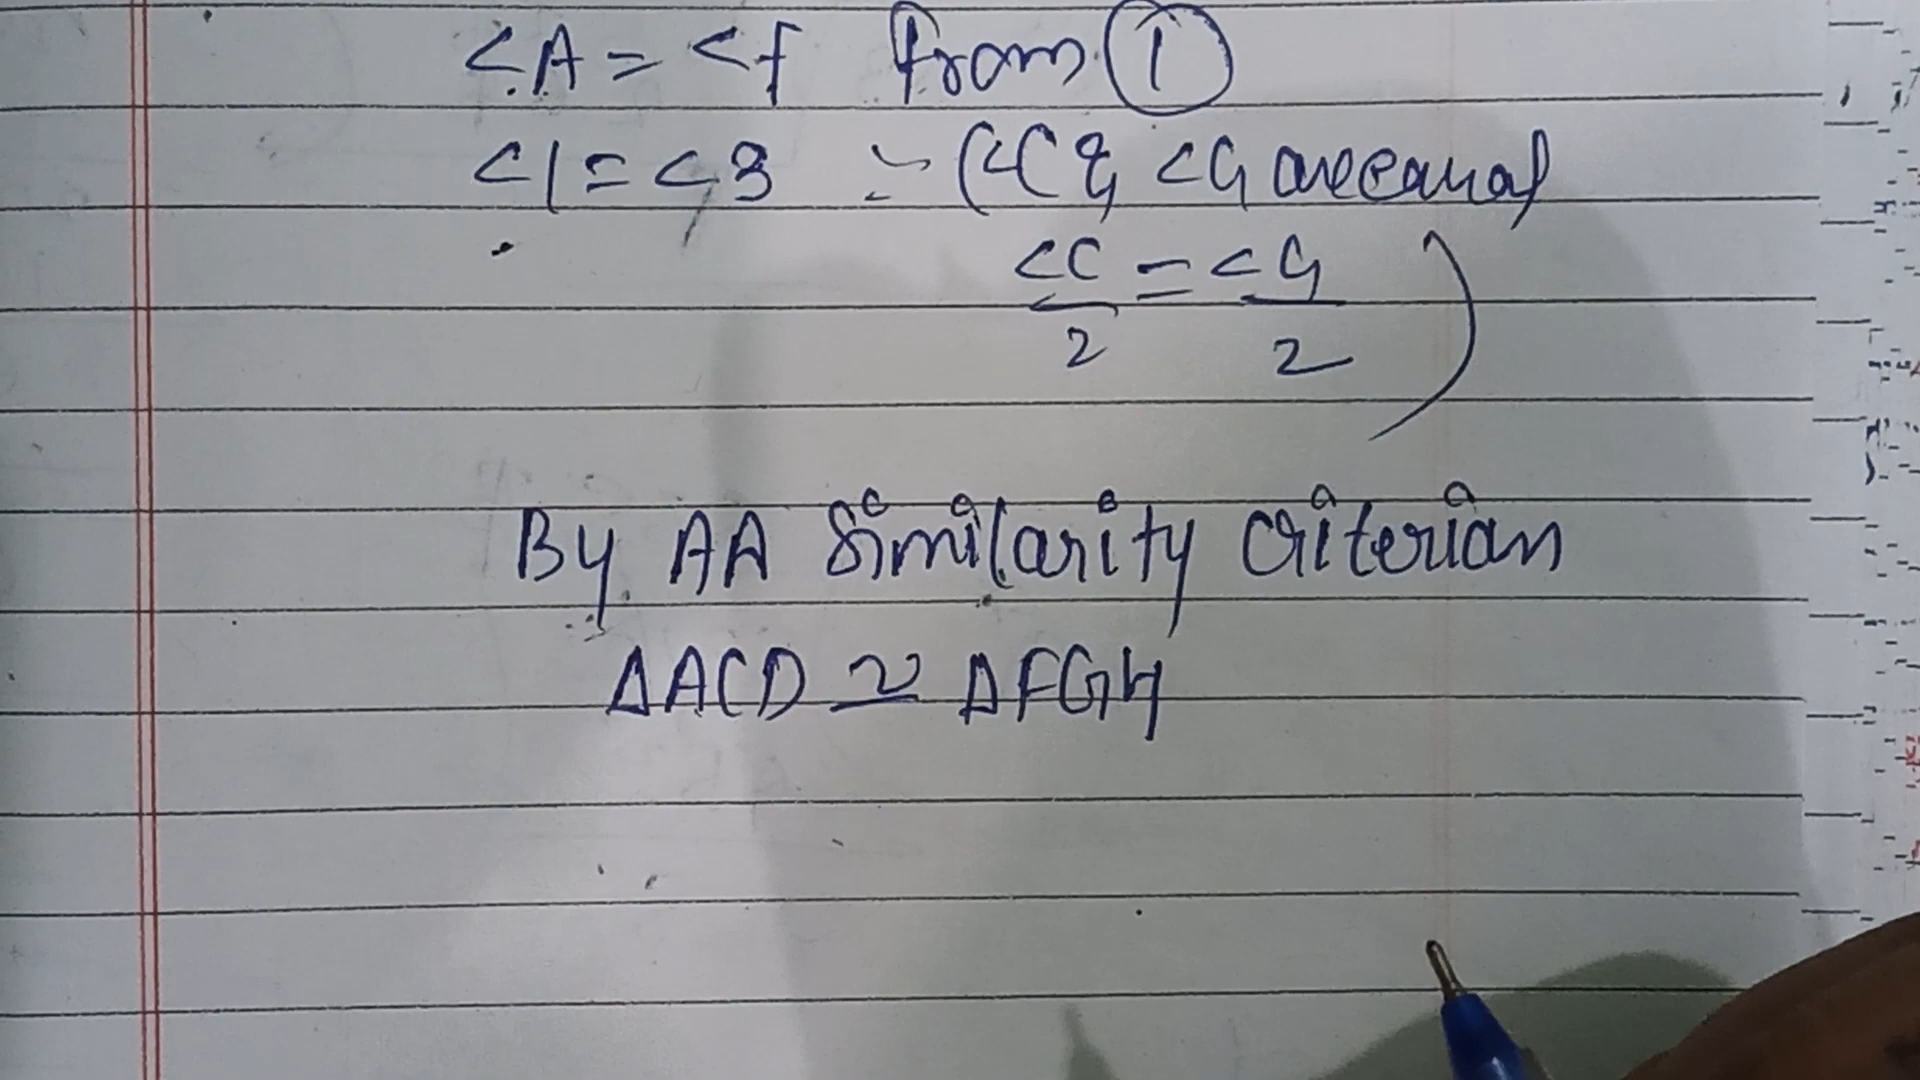 ∠A = ∠f from ①
∠1 = ∠3 :- (∠C & ∠G are equal
∠C/2 = ∠G/2)
By AA Similarity Criterian
ΔACD ≃ ΔFGH